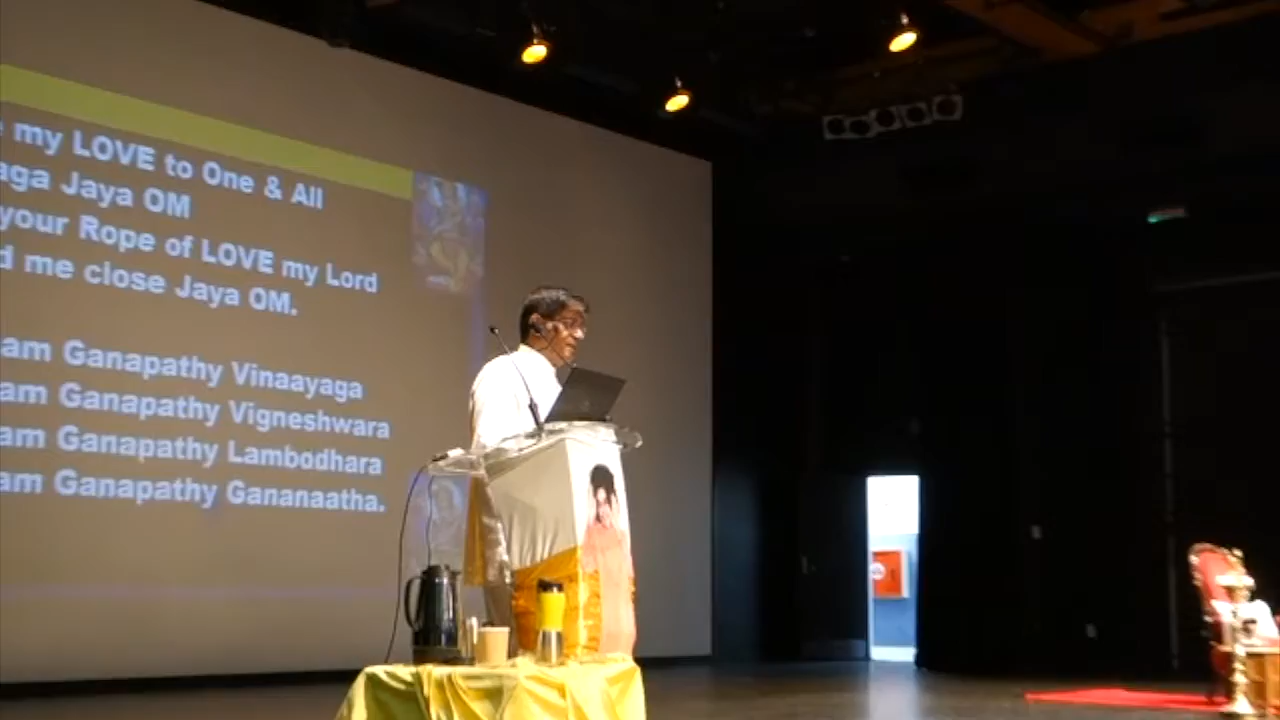 my LOVE to One & All
aga Jaya OM
your Rope of LOVE my Lord
d me close Jaya OM.
am Ganapathy Vinaayaga
am Ganapathy Vigneshwara
am Ganapathy Lambodhara
am Ganapathy Gananaatha.